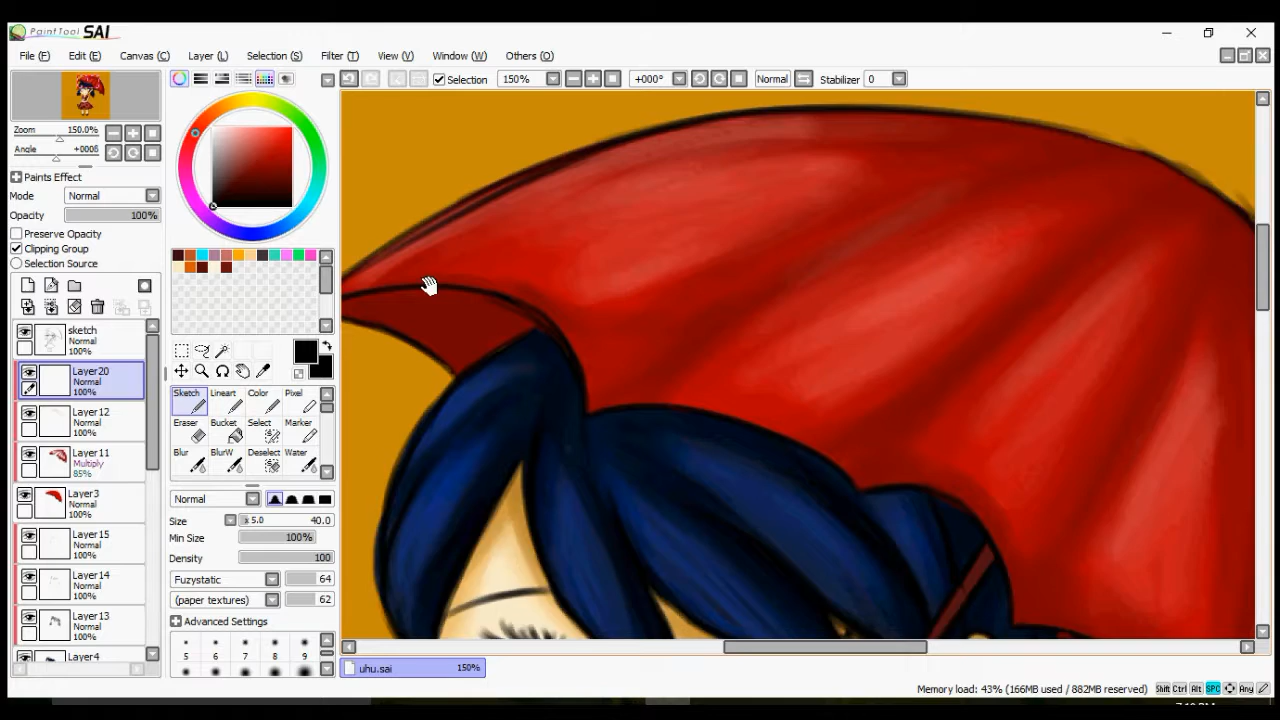 PaintTool SAI
File (F) Edit (E) Canvas (C) Layer (L) Selection (S) Filter (T) View (V) Window (W) Others (O)
Selection 150% +000° Normal Stabilizer 0
Zoom 150.0%
Angle +000ß
Paints Effect
Mode Normal
Opacity 100%
Preserve Opacity
Clipping Group
Selection Source
sketch
Normal
100%
Layer20
Normal
100%
Layer12
Normal
100%
Layer11
Multiply
85%
Layer3
Normal
100%
Layer15
Normal
100%
Layer14
Normal
100%
Layer13
Normal
100%
Layer4
Sketch Lineart Color Pixel
Eraser Bucket Select Marker
Blur BlurW Deselect Water
Normal
Size x 5.0 40.0
Min Size 100%
Density 100
Fuzystatic 64
(paper textures) 62
Advanced Settings
5 6 7 8 9
uhu.sai 150%
Memory load: 43% (166MB used / 882MB reserved) Shift Ctrl Alt SPC Any